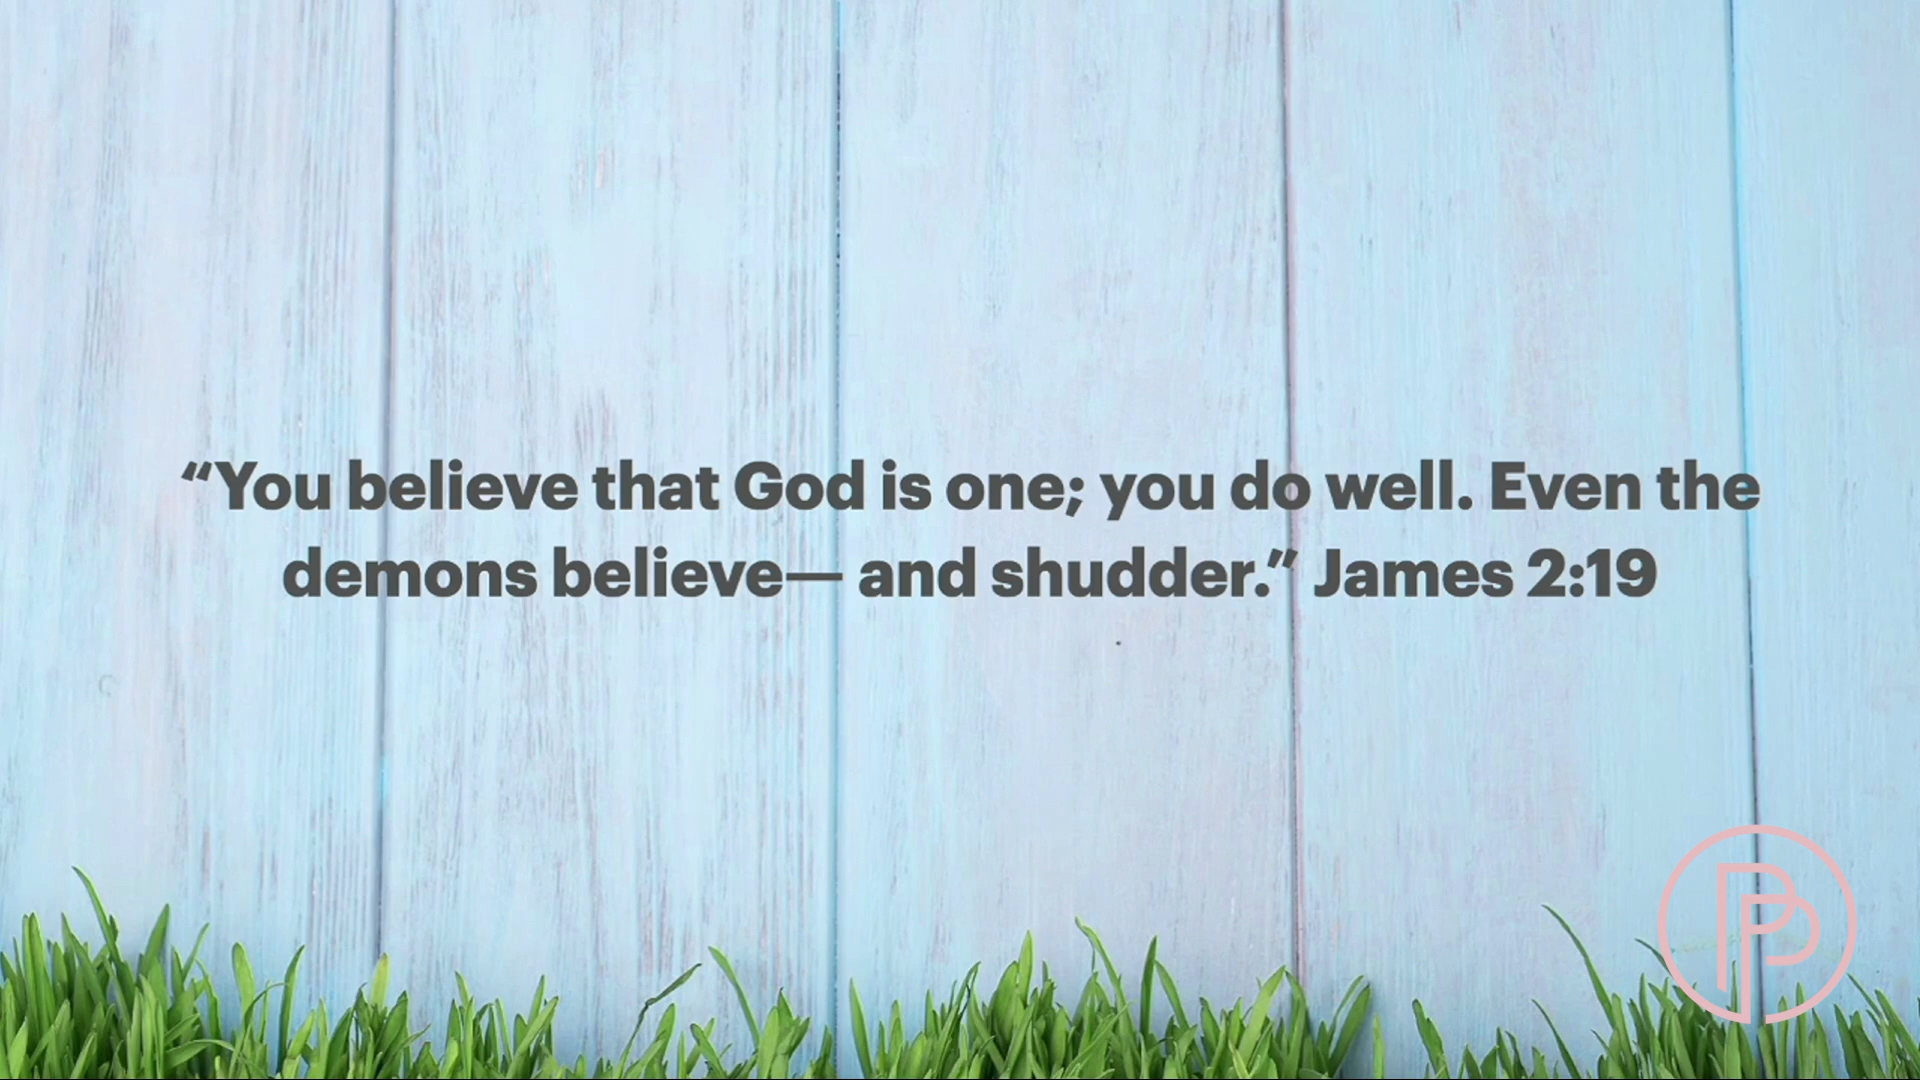 “You believe that God is one; you do well. Even the
demons believe— and shudder.” James 2:19